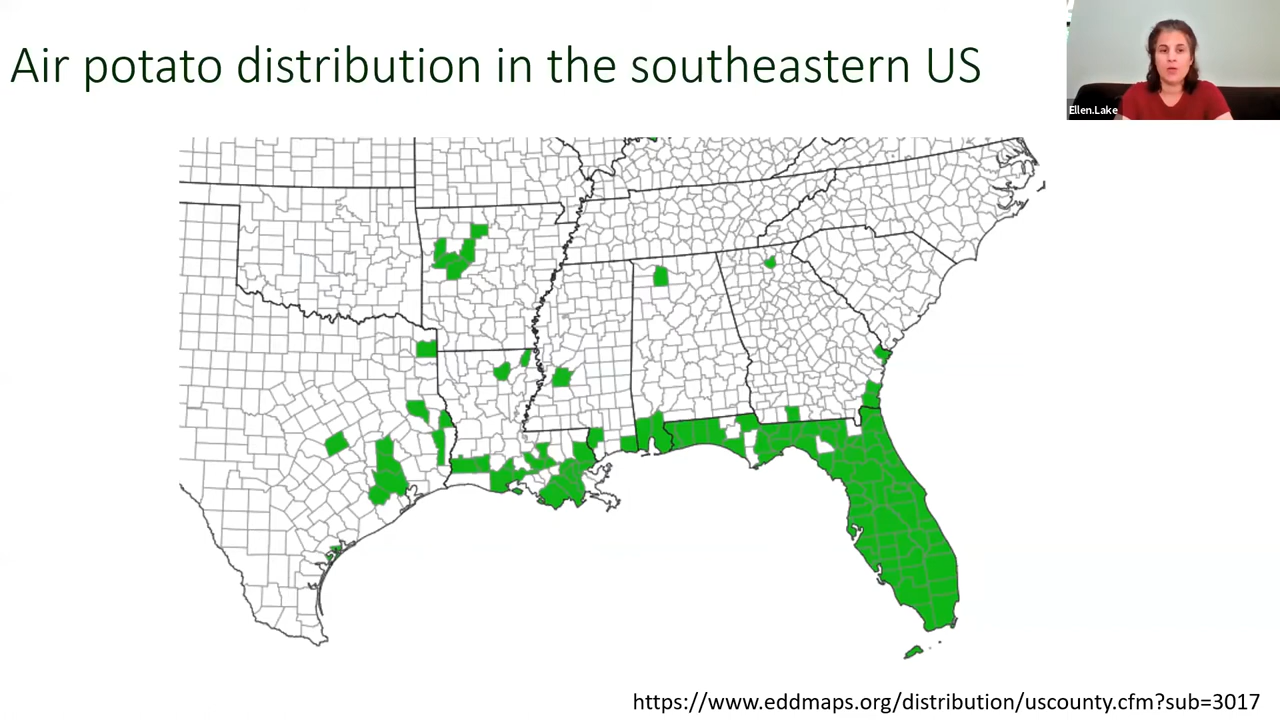 Air potato distribution in the southeastern US
Ellen.Lake
https://www.eddmaps.org/distribution/uscounty.cfm?sub=3017